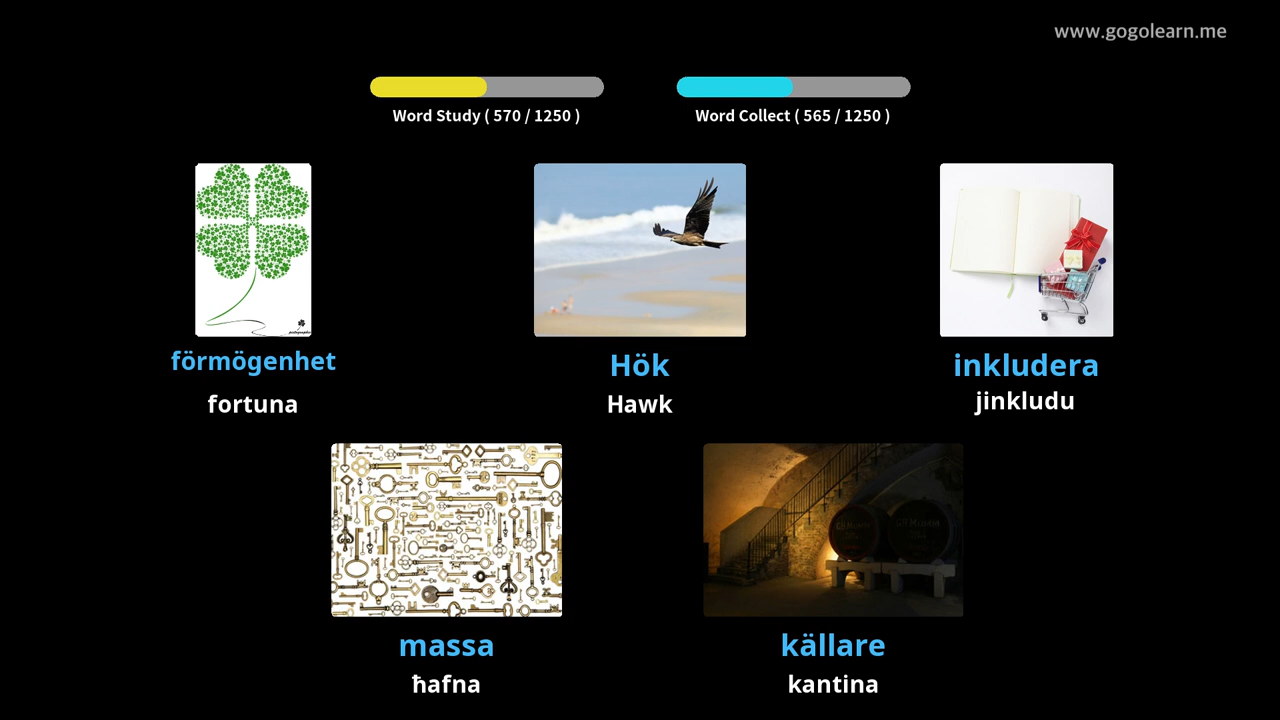 www.gogolearn.me
Word Study ( 570 / 1250 )
Word Collect ( 565 / 1250 )
förmögenhet
fortuna
Hök
Hawk
inkludera
jinkludu
massa
ħafna
källare
kantina